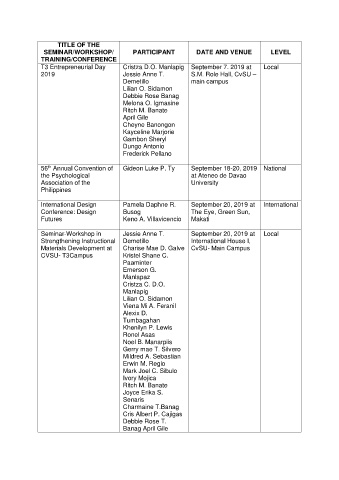 TITLE OF THE
SEMINAR/WORKSHOP/
TRAINING/CONFERENCE
PARTICIPANT
DATE AND VENUE
LEVEL
T3 Entrepreneurial Day
2019
Cristza D.O. Manlapig
Jessie Anne T.
Demetillo
Lilian O. Sidamon
Debbie Rose Banag
Melona O. Igmasine
Ritch M. Banate
April Gile
Cheyne Banongon
Kayceline Marjorie
Gambon Sheryl
Dungo Antonio
Frederick Pellano
September 7, 2019 at
S.M. Role Hall, CvSU –
main campus
Local
56th Annual Convention of
the Psychological
Association of the
Philippines
Gideon Luke P. Ty
September 18-20, 2019
at Ateneo de Davao
University
National
International Design
Conference: Design
Futures
Pamela Daphne R.
Busog
Keno A. Villavicencio
September 20, 2019 at
The Eye, Green Sun,
Makati
International
Seminar-Workshop in
Strengthening Instructional
Materials Development at
CVSU- T3Campus
Jessie Anne T.
Demetillo
Charise Mae D. Galve
Kristel Shane C.
Paaminter
Emerson G.
Manlapaz
Cristza C. D.O.
Manlapig
Lilian O. Sidamon
Viena Mi A. Feranil
Alexix D.
Tumbagahan
Kherilyn P. Lewis
Ronel Asas
Noel B. Manarpiis
Gerry mae T. Silvero
Mildred A. Sebastian
Erwin M. Regio
Mark Joel C. Sibulo
Ivory Mojica
Ritch M. Banate
Joyce Erika S.
Senaris
Charmaine T.Banag
Cris Albert P. Cajigas
Debbie Rose T.
Banag April Gile
September 20, 2019 at
International House I,
CvSU- Main Campus
Local